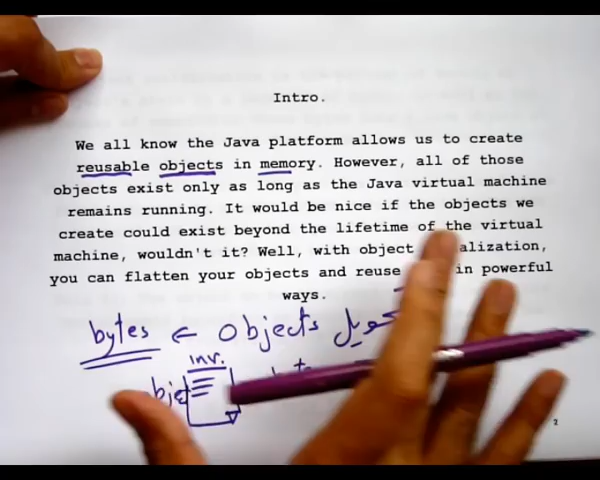 Intro.
We all know the Java platform allows us to create
reusable objects in memory. However, all of those
objects exist only as long as the Java virtual machine
remains running. It would be nice if the objects we
create could exist beyond the lifetime of the virtual
machine, wouldn't it? Well, with object
you can flatten your objects and reuse in powerful
ways.
تحويل objects ← bytes
inv.
2